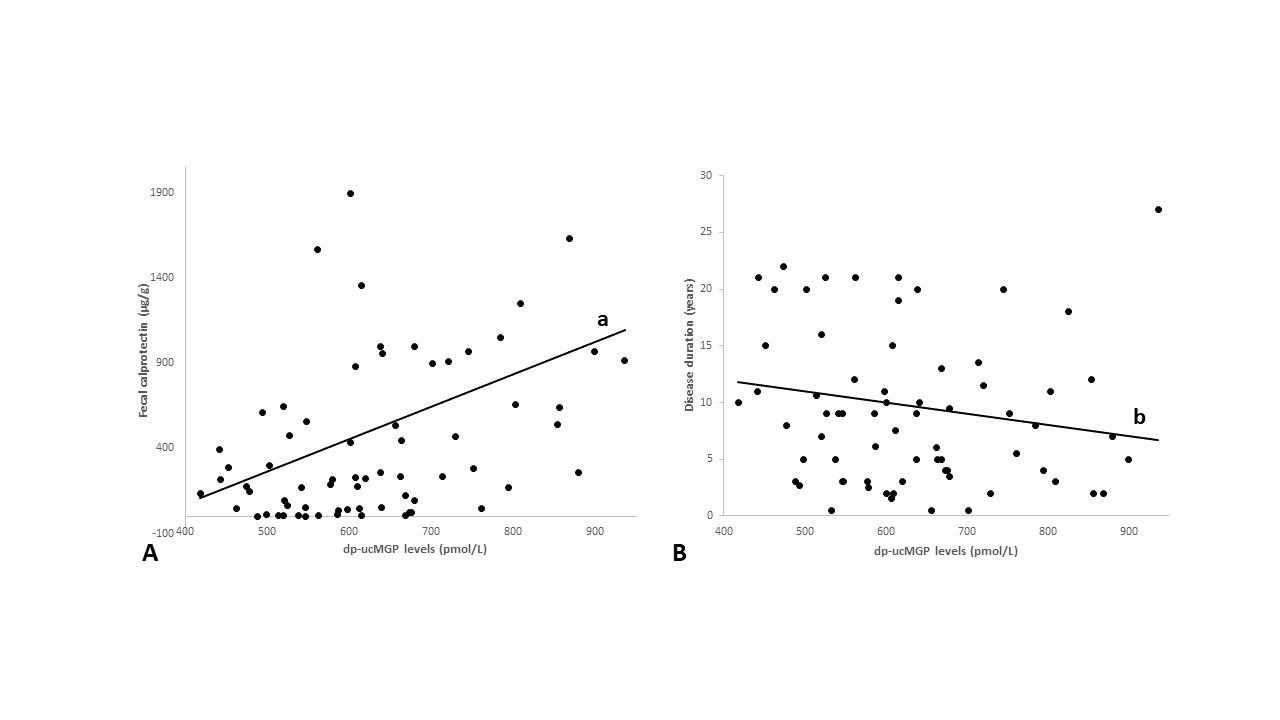 1900
1400
900
400
-100
Fecal calprotectin (μg/g)
a
400 500 600 700 800 900
dp-ucMGP levels (pmol/L)
A
30
25
20
15
10
5
0
Disease duration (years)
b
400 500 600 700 800 900
dp-ucMGP levels (pmol/L)
B